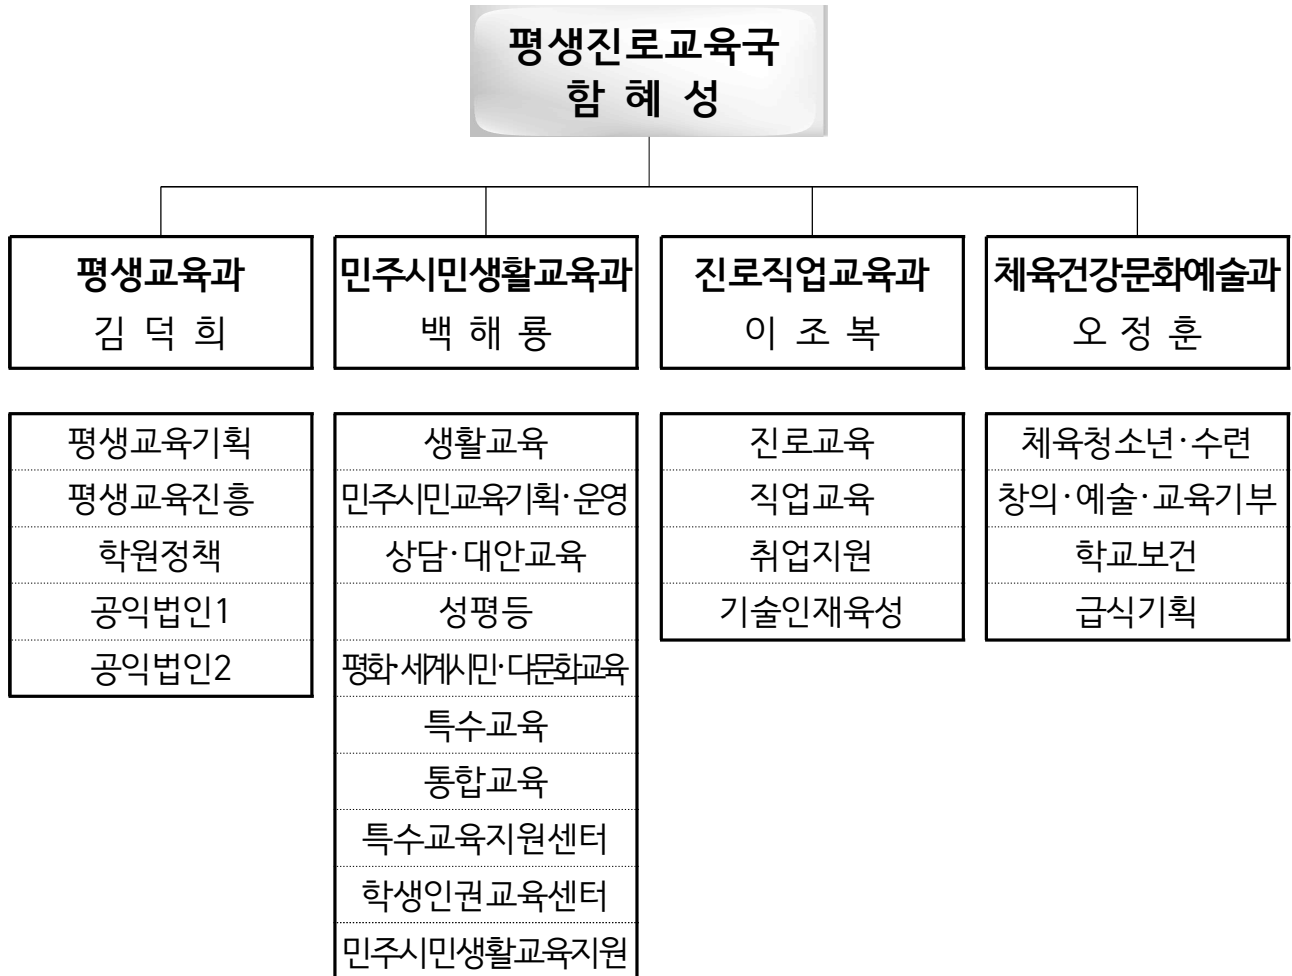 평생진로교육국
함 혜 성
평생교육과
김 덕 희
민주시민생활교육과
백 해 룡
진로직업교육과
이 조 복
체육건강문화예술과
오 정 훈
평생교육기획
평생교육진흥
학원정책
공익법인1
공익법인2
생활교육
민주시민교육기획·운영
상담·대안교육
성평등
평화·세계시민·다문화교육
특수교육
통합교육
특수교육지원센터
학생인권교육센터
민주시민생활교육지원
진로교육
직업교육
취업지원
기술인재육성
체육청소년·수련
창의·예술·교육기부
학교보건
급식기획